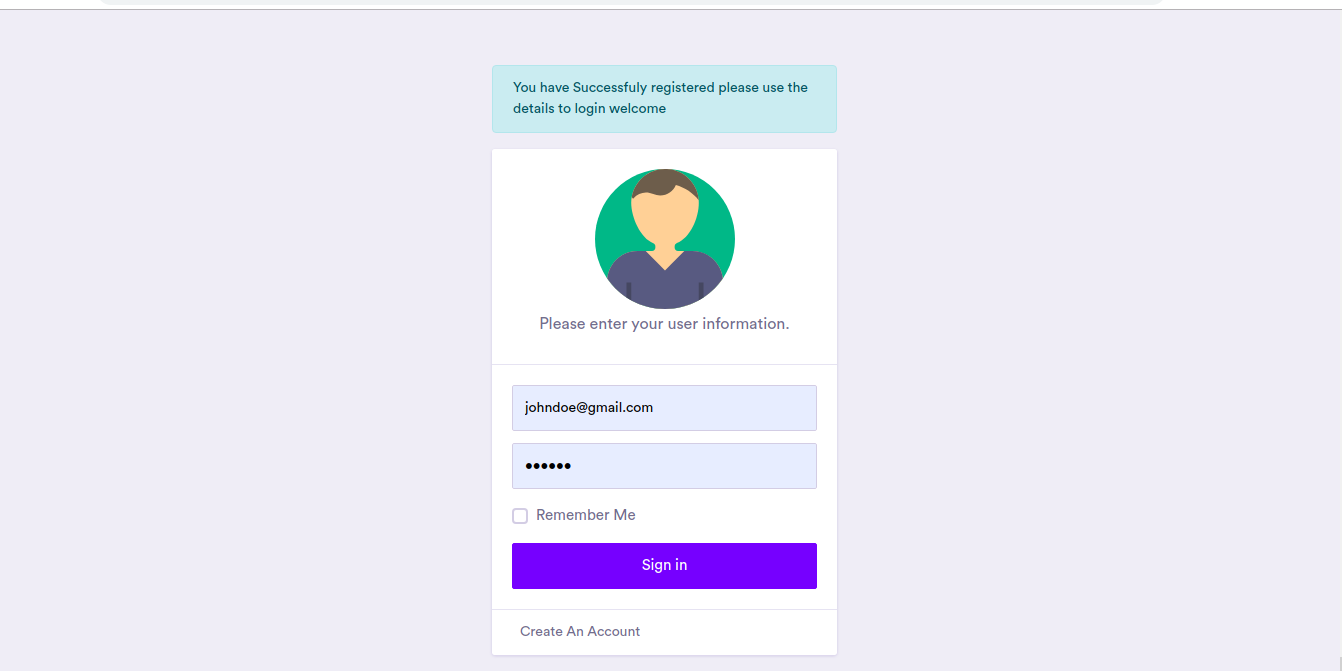 You have Successfuly registered please use the
details to login welcome
Please enter your user information.
johndoe@gmail.com
••••••
Remember Me
Sign in
Create An Account